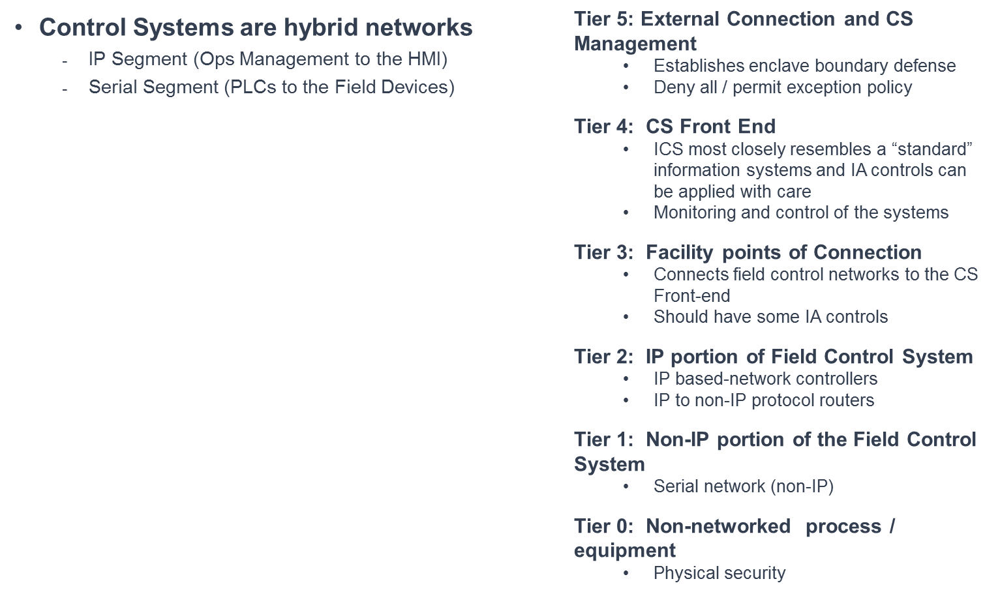 • Control Systems are hybrid networks
- IP Segment (Ops Management to the HMI)
- Serial Segment (PLCs to the Field Devices)
Tier 5: External Connection and CS
Management
• Establishes enclave boundary defense
• Deny all / permit exception policy
Tier 4: CS Front End
• ICS most closely resembles a “standard”
information systems and IA controls can
be applied with care
• Monitoring and control of the systems
Tier 3: Facility points of Connection
• Connects field control networks to the CS
Front-end
• Should have some IA controls
Tier 2: IP portion of Field Control System
• IP based-network controllers
• IP to non-IP protocol routers
Tier 1: Non-IP portion of the Field Control
System
• Serial network (non-IP)
Tier 0: Non-networked process /
equipment
• Physical security